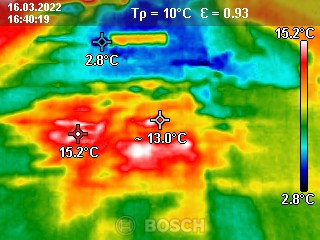 16.03.2022
16:40:19
Tρ = 10°C  Ɛ = 0.93
15.2°C
2.8°C
~ 13.0°C
15.2°C
2.8°C
BOSCH